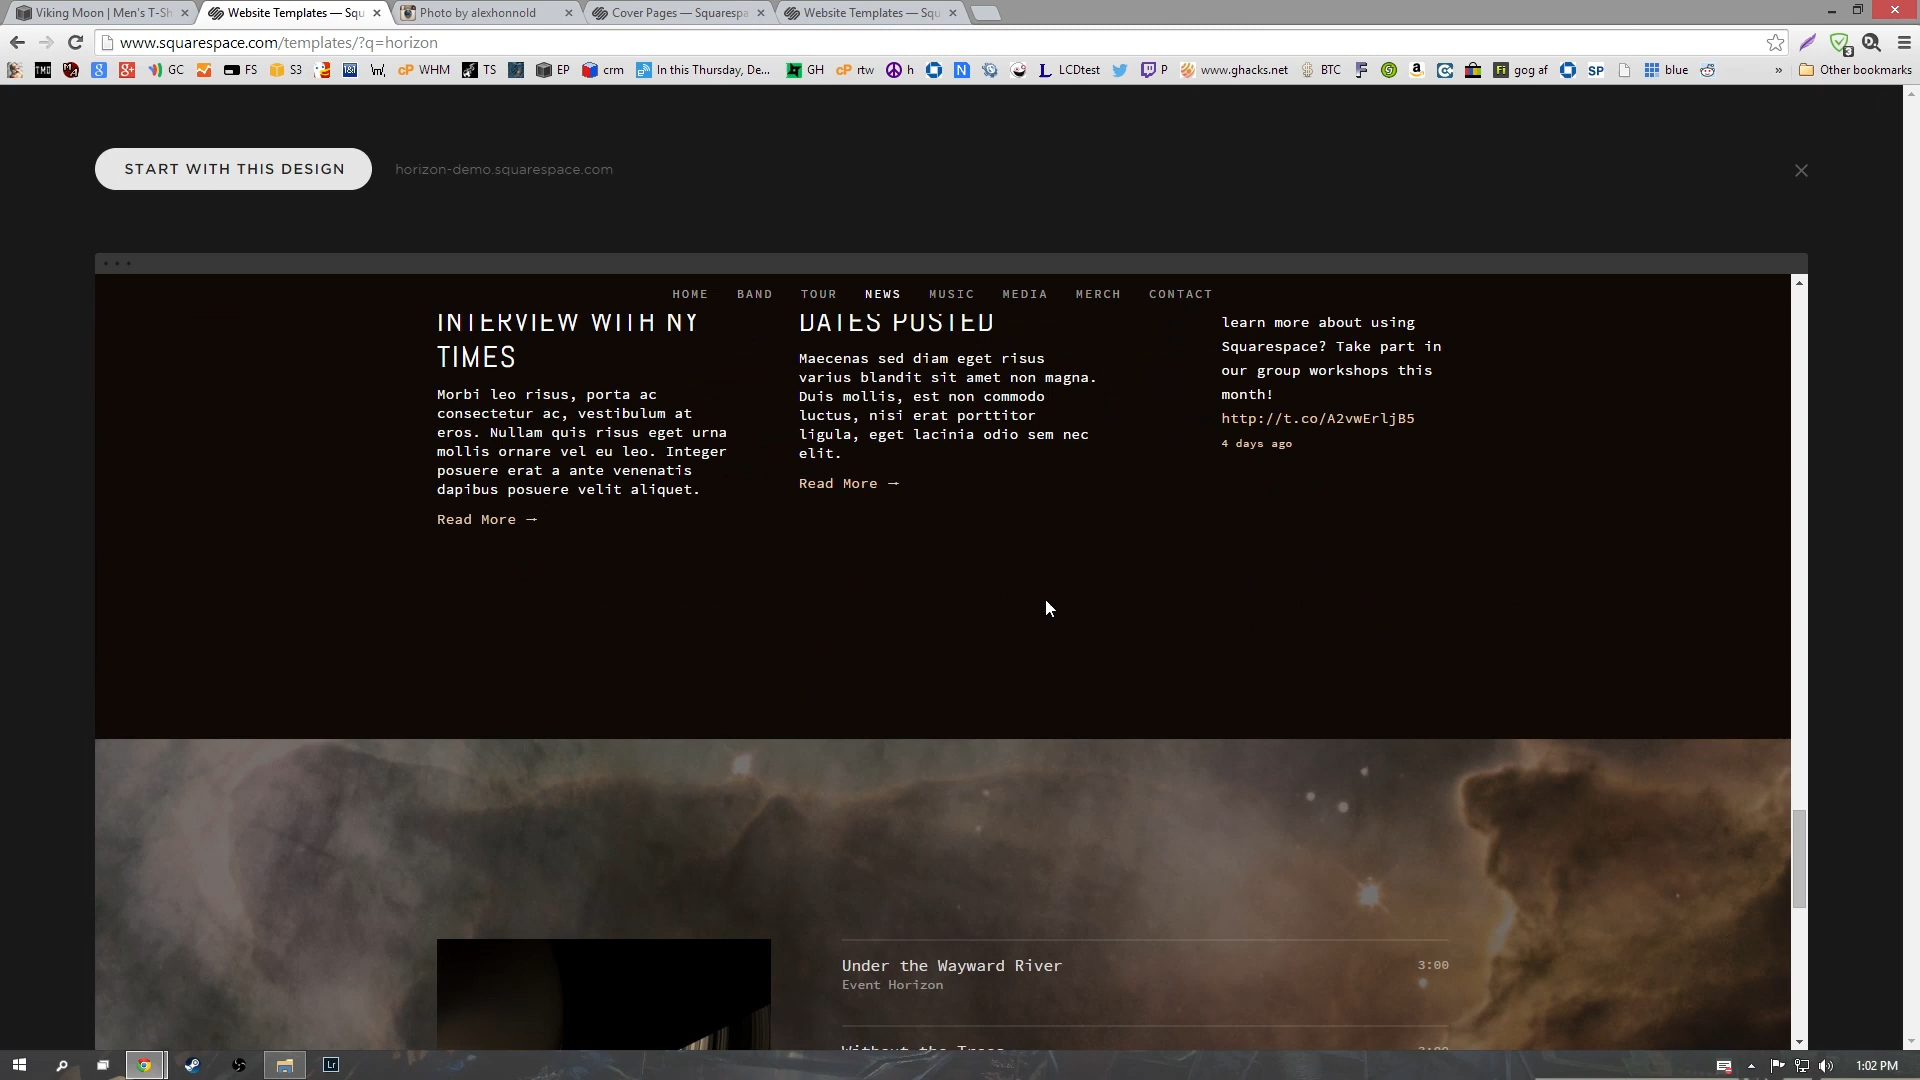 Viking Moon | Men's T-Sh
Website Templates — Squ
Photo by alexhonnold
Cover Pages — Squarespa
Website Templates — Squ
www.squarespace.com/templates/?q=horizon
3
TMD
GC
FS
S3
1&1
WHM
TS
EP
crm
In this Thursday, De...
GH
rtw
h
N
LCDtest
P
www.ghacks.net
BTC
gog af
SP
blue
»
Other bookmarks
START WITH THIS DESIGN
horizon-demo.squarespace.com
HOME BAND TOUR NEWS MUSIC MEDIA MERCH CONTACT
INTERVIEW WITH NY
TIMES
Morbi leo risus, porta ac
consectetur ac, vestibulum at
eros. Nullam quis risus eget urna
mollis ornare vel eu leo. Integer
posuere erat a ante venenatis
dapibus posuere velit aliquet.
Read More →
DATES POSTED
Maecenas sed diam eget risus
varius blandit sit amet non magna.
Duis mollis, est non commodo
luctus, nisi erat porttitor
ligula, eget lacinia odio sem nec
elit.
Read More →
learn more about using
Squarespace? Take part in
our group workshops this
month!
http://t.co/A2vwErljB5
4 days ago
Under the Wayward River
3:00
Event Horizon
Without the Trees
Lr
1:02 PM